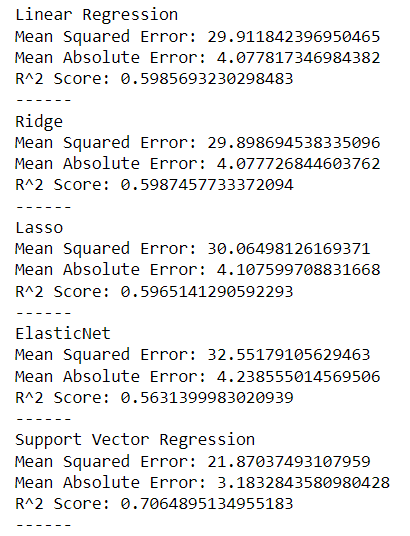 Linear Regression
Mean Squared Error: 29.911842396950465
Mean Absolute Error: 4.077817346984382
R^2 Score: 0.5985693230298483
------
Ridge
Mean Squared Error: 29.898694538335096
Mean Absolute Error: 4.077726844603762
R^2 Score: 0.5987457733372094
------
Lasso
Mean Squared Error: 30.06498126169371
Mean Absolute Error: 4.107599708831668
R^2 Score: 0.5965141290592293
------
ElasticNet
Mean Squared Error: 32.55179105629463
Mean Absolute Error: 4.238555014569506
R^2 Score: 0.5631399983020939
------
Support Vector Regression
Mean Squared Error: 21.87037493107959
Mean Absolute Error: 3.1832843580980428
R^2 Score: 0.7064895134955183
------